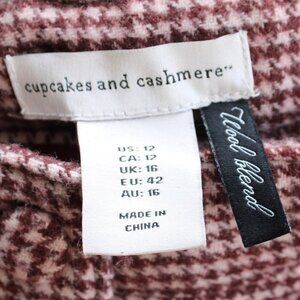 cupcakes and cashmere™
US: 12
CA: 12
UK: 16
EU: 42
AU: 16
MADE IN
CHINA
Wool blend